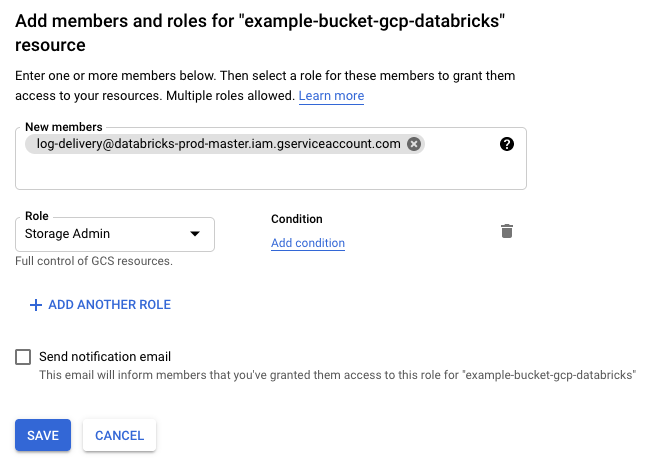 Add members and roles for "example-bucket-gcp-databricks"
resource
Enter one or more members below. Then select a role for these members to grant them
access to your resources. Multiple roles allowed. Learn more
New members
log-delivery@databricks-prod-master.iam.gserviceaccount.com
Role
Storage Admin
Condition
Add condition
Full control of GCS resources.
+ ADD ANOTHER ROLE
Send notification email
This email will inform members that you've granted them access to this role for "example-bucket-gcp-databricks"
SAVE
CANCEL